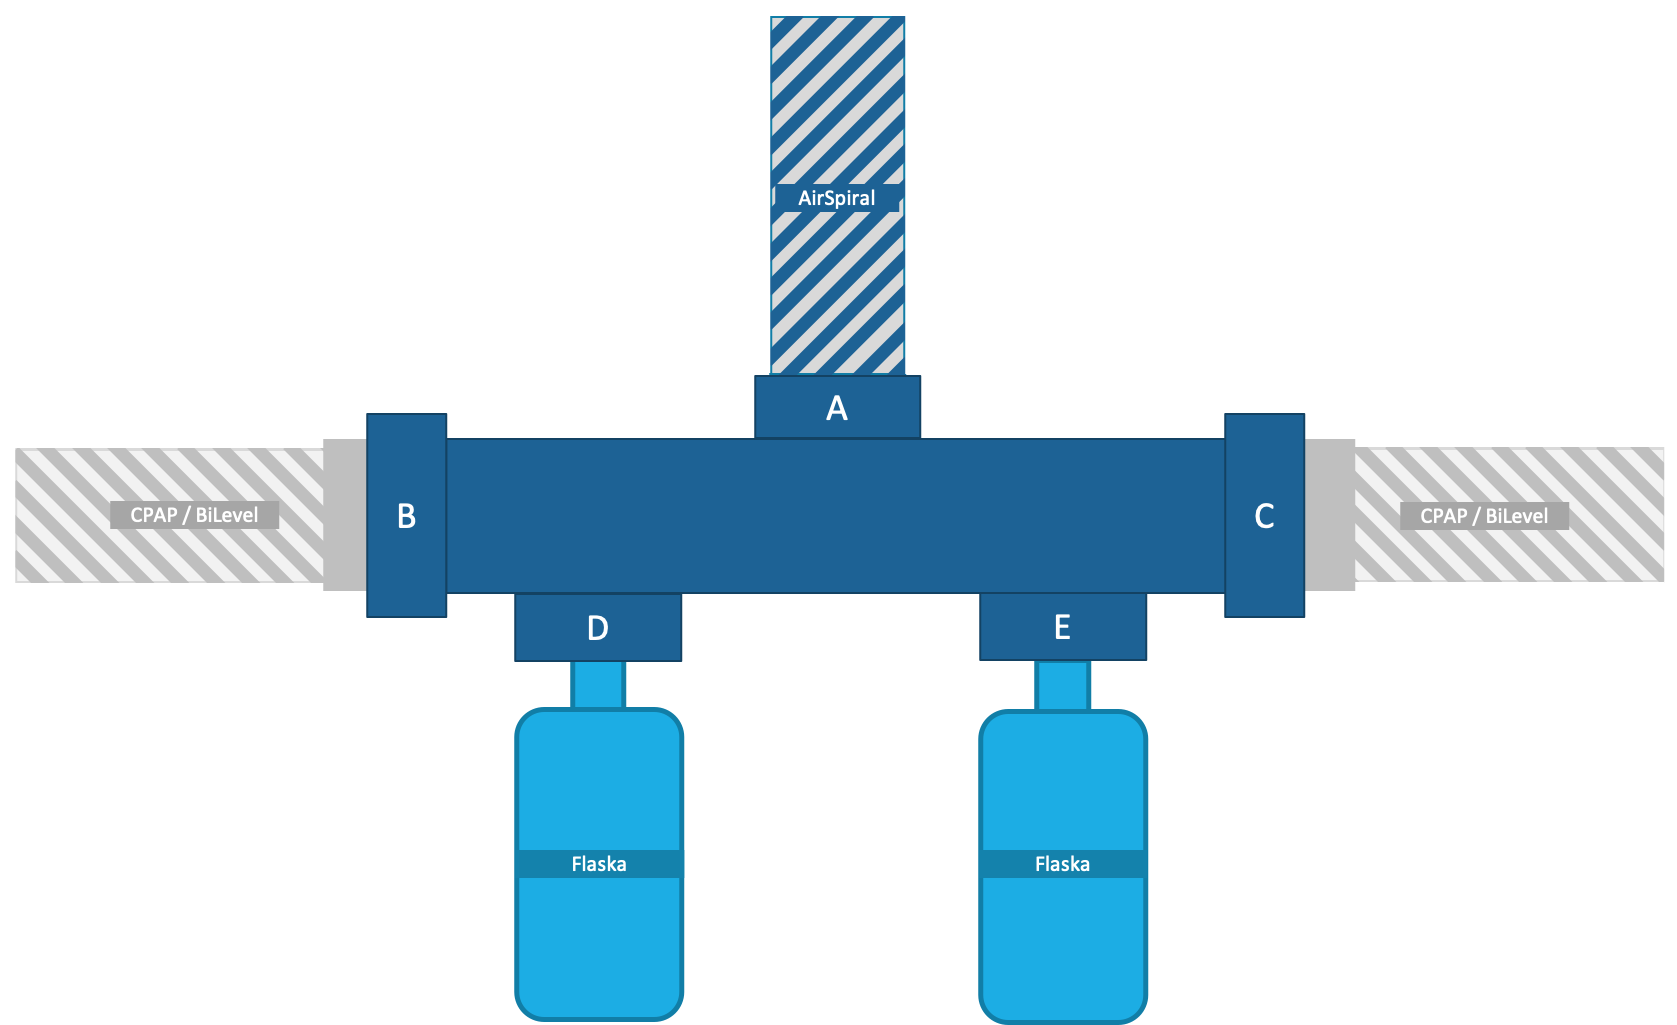 AirSpiral
A
CPAP / BiLevel
B
C
CPAP / BiLevel
D
E
Flaska
Flaska